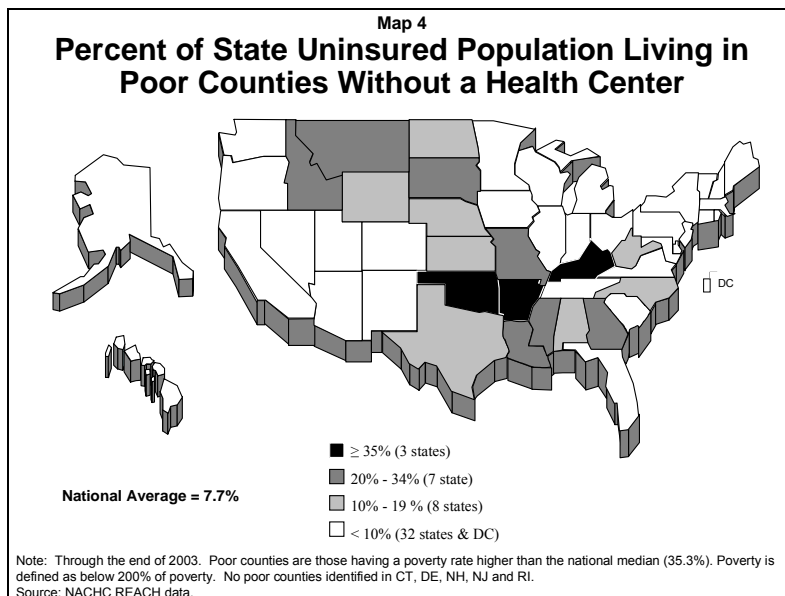 Map 4
Percent of State Uninsured Population Living in
Poor Counties Without a Health Center
DC
≥ 35% (3 states)
20% - 34% (7 state)
10% - 19 % (8 states)
< 10% (32 states & DC)
National Average = 7.7%
Note: Through the end of 2003. Poor counties are those having a poverty rate higher than the national median (35.3%). Poverty is
defined as below 200% of poverty. No poor counties identified in CT, DE, NH, NJ and RI.
Source: NACHC REACH data.